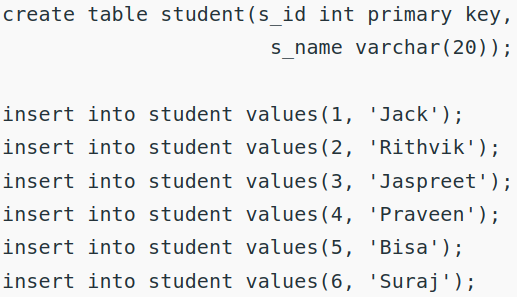 create table student(s_id int primary key,
s_name varchar(20));
insert into student values(1, 'Jack');
insert into student values(2, 'Rithvik');
insert into student values(3, 'Jaspreet');
insert into student values(4, 'Praveen');
insert into student values(5, 'Bisa');
insert into student values(6, 'Suraj');